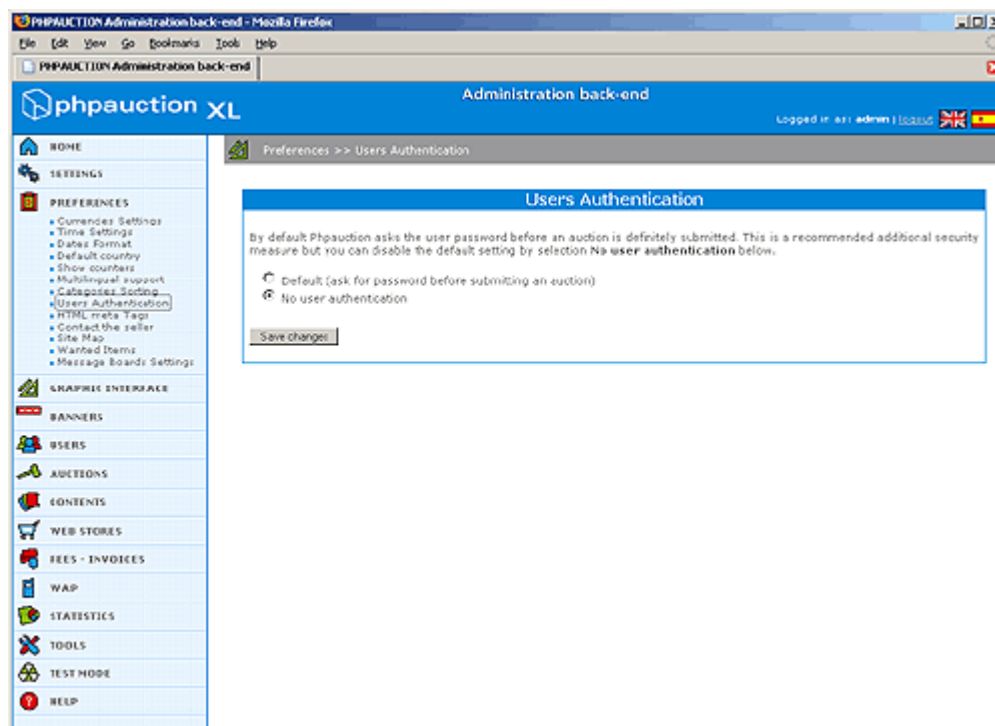 PHPAUCTION Administration back-end - Mozilla Firefox
File Edit View Go Bookmarks Tools Help
PHPAUCTION Administration back-end
phpauction XL
Administration back-end
Logged in as: admin | logout
HOME
SETTINGS
PREFERENCES
Currencies Settings
Time Settings
Dates Format
Default country
Show counters
Multilingual support
Categories Sorting
Users Authentication
HTML meta Tags
Contact the seller
Site Map
Wanted Items
Message Boards Settings
GRAPHIC INTERFACE
BANNERS
USERS
AUCTIONS
CONTENTS
WEB STORES
FEES - INVOICES
WAP
STATISTICS
TOOLS
TEST MODE
HELP
Preferences >> Users Authentication
Users Authentication
By default Phpauction asks the user password before an auction is definitely submitted. This is a recommended additional security
measure but you can disable the default setting by selection No user authentication below.
Default (ask for password before submitting an auction)
No user authentication
Save changes